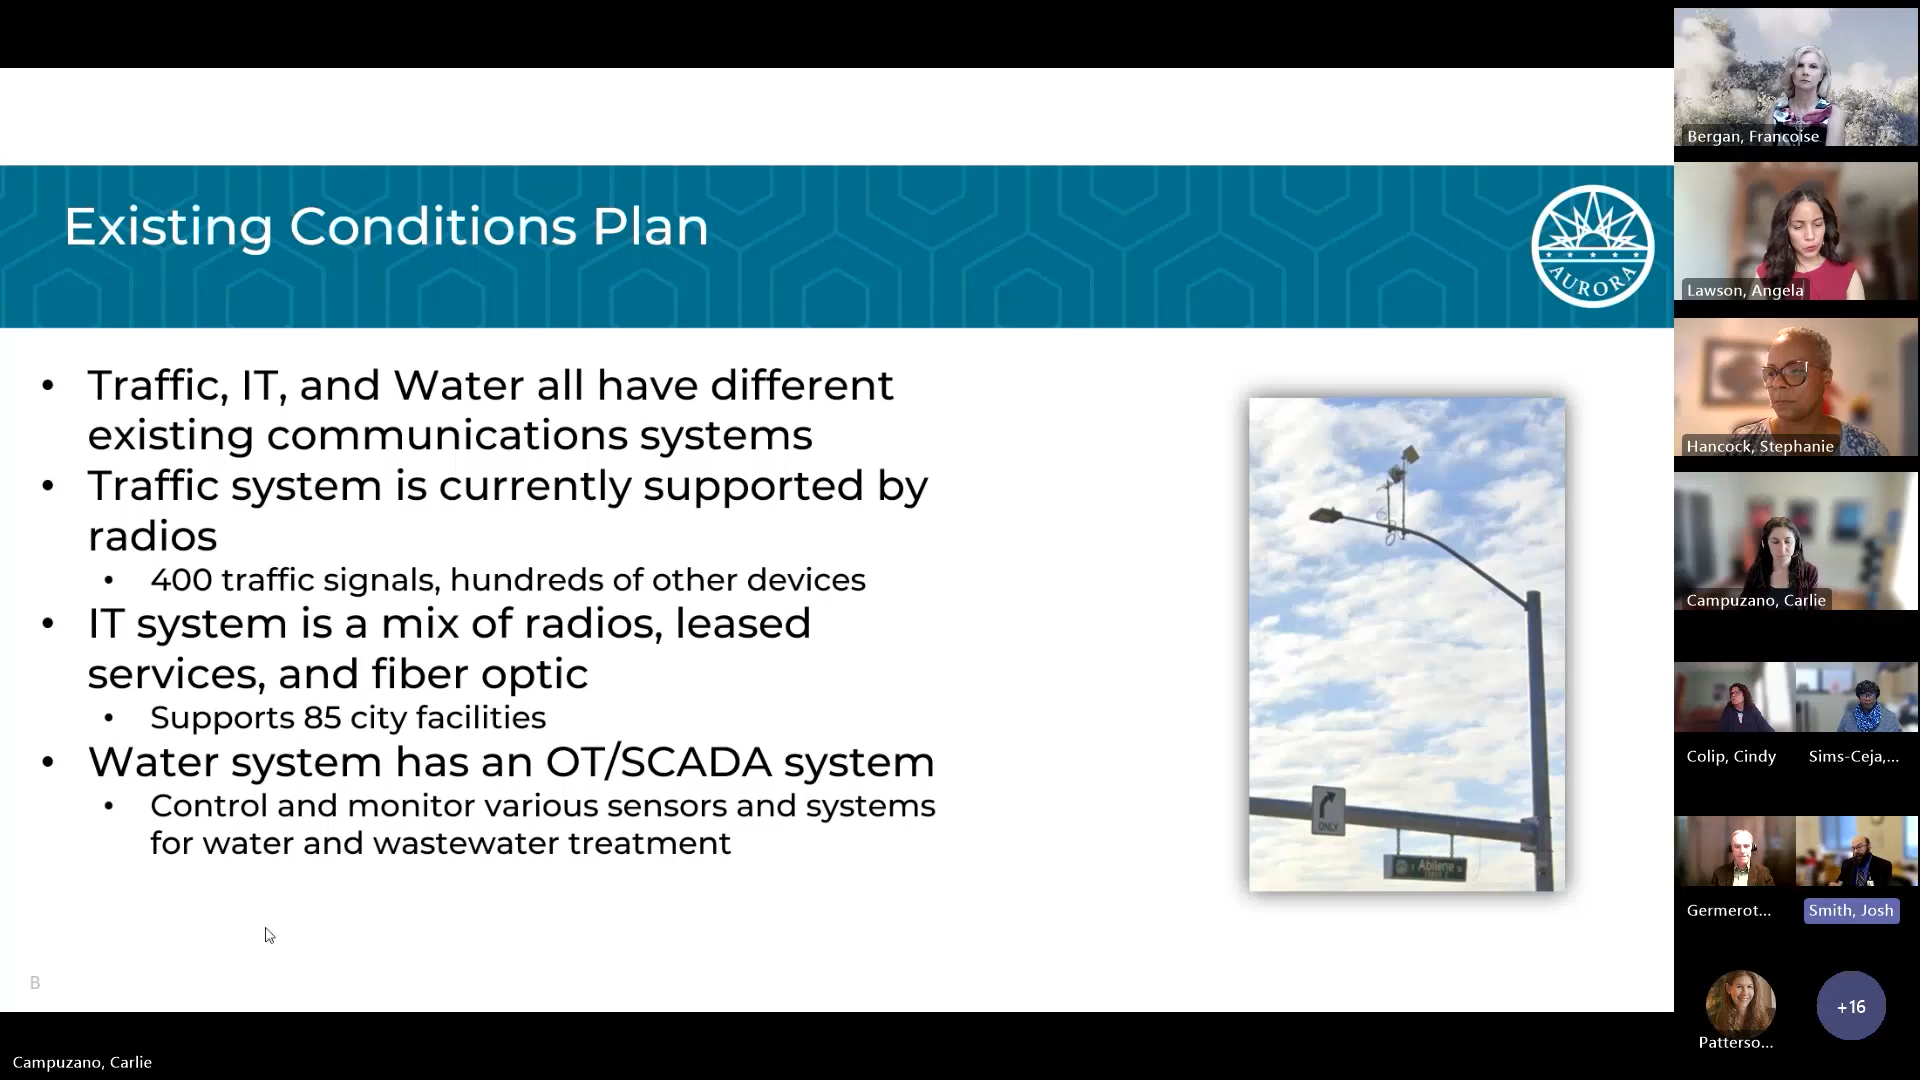 Existing Conditions Plan
AURORA
• Traffic, IT, and Water all have different
existing communications systems
• Traffic system is currently supported by
radios
• 400 traffic signals, hundreds of other devices
• IT system is a mix of radios, leased
services, and fiber optic
• Supports 85 city facilities
• Water system has an OT/SCADA system
• Control and monitor various sensors and systems
for water and wastewater treatment
ONLY
Abilene
B
Campuzano, Carlie
Bergan, Francoise
Lawson, Angela
Hancock, Stephanie
Campuzano, Carlie
Colip, Cindy
Sims-Ceja,...
Germerot...
Smith, Josh
Patterso...
+16